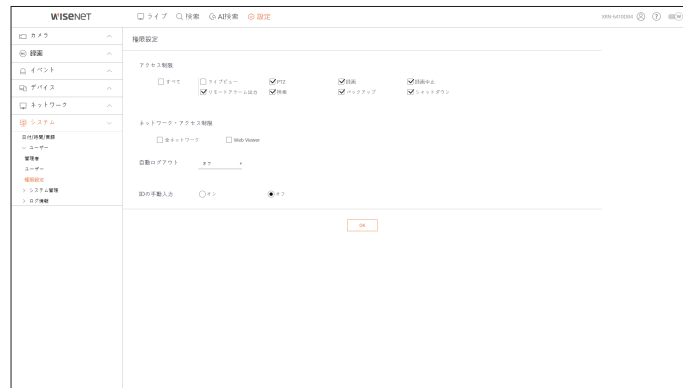 WISENET
ライブ 検索 AI検索 設定
XRN-6410DB4
カメラ
録画
イベント
デバイス
ネットワーク
システム
日付/時間/言語
ユーザー
管理者
ユーザー
権限設定
システム管理
ログ情報
権限設定
アクセス制限
すべて ライブビュー PTZ 録画 録画中止
リモートアラーム出力 検索 バックアップ シャットダウン
ネットワーク・アクセス制限
全ネットワーク Web Viewer
自動ログアウト オフ
IDの手動入力 オン オフ
OK